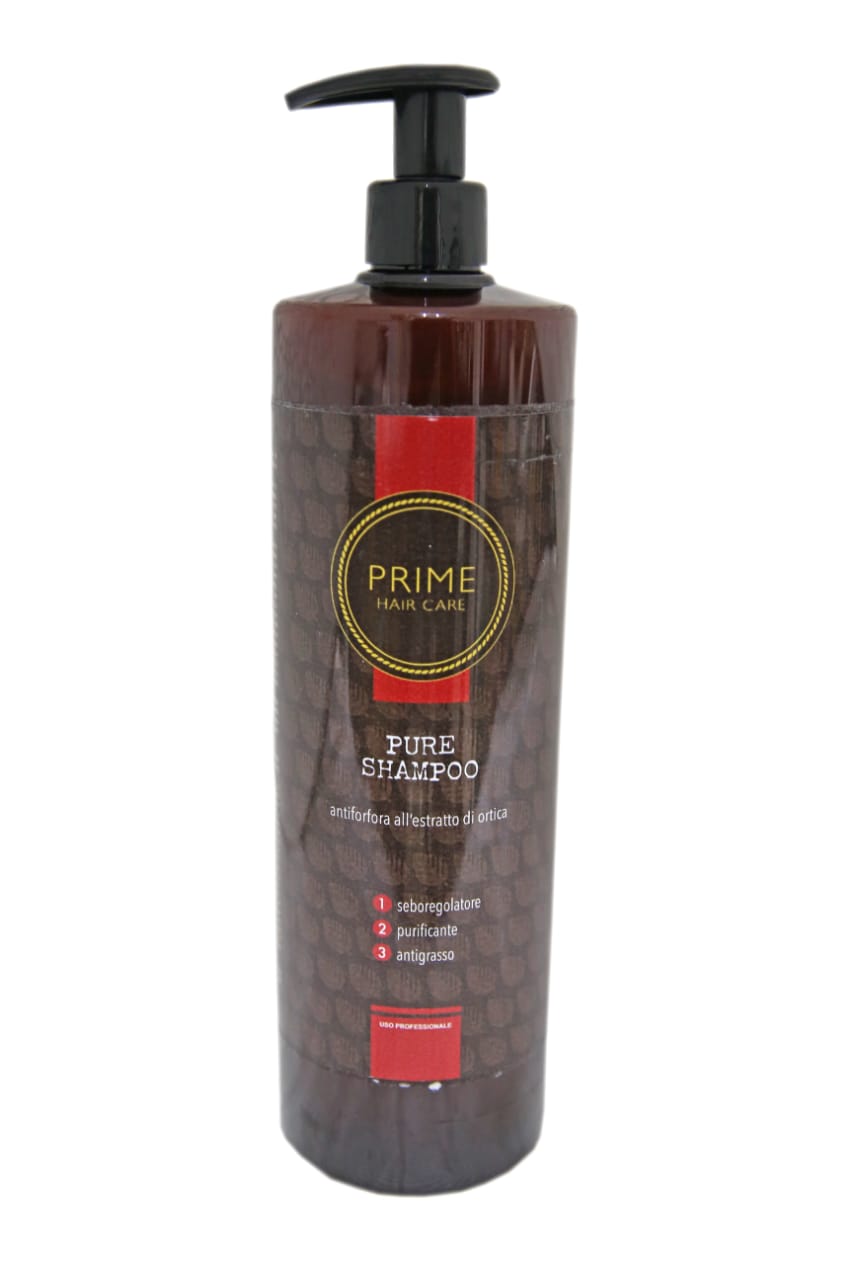 PRIME
HAIR CARE
PURE
SHAMPOO
antiforfora all'estratto di ortica
1 seboregolatore
2 purificante
3 antigrasso
USO PROFESSIONALE